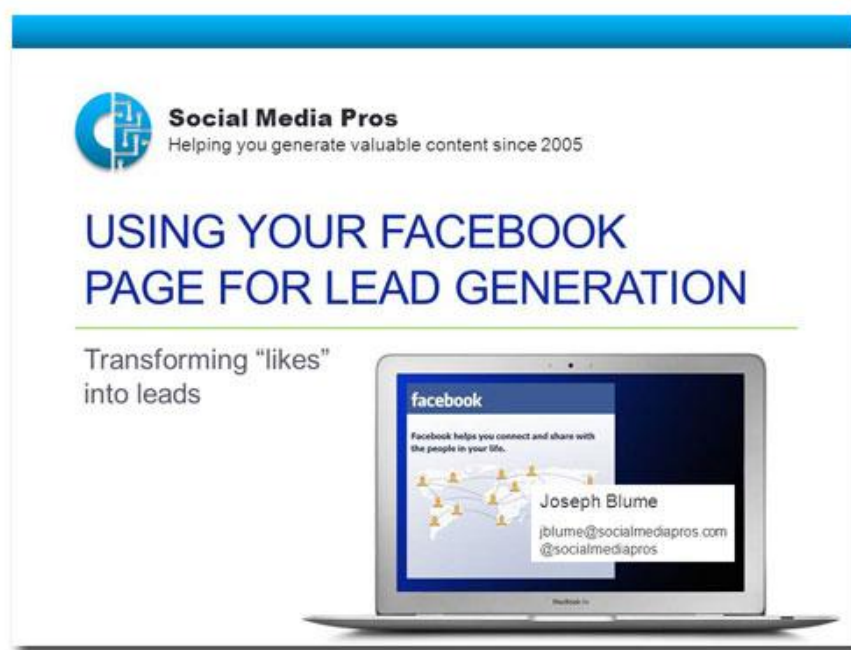 Social Media Pros
Helping you generate valuable content since 2005
USING YOUR FACEBOOK
PAGE FOR LEAD GENERATION
Transforming “likes”
into leads
facebook
Facebook helps you connect and share with
the people in your life.
Joseph Blume
jblume@socialmediapros.com
@socialmediapros
MacBook Air